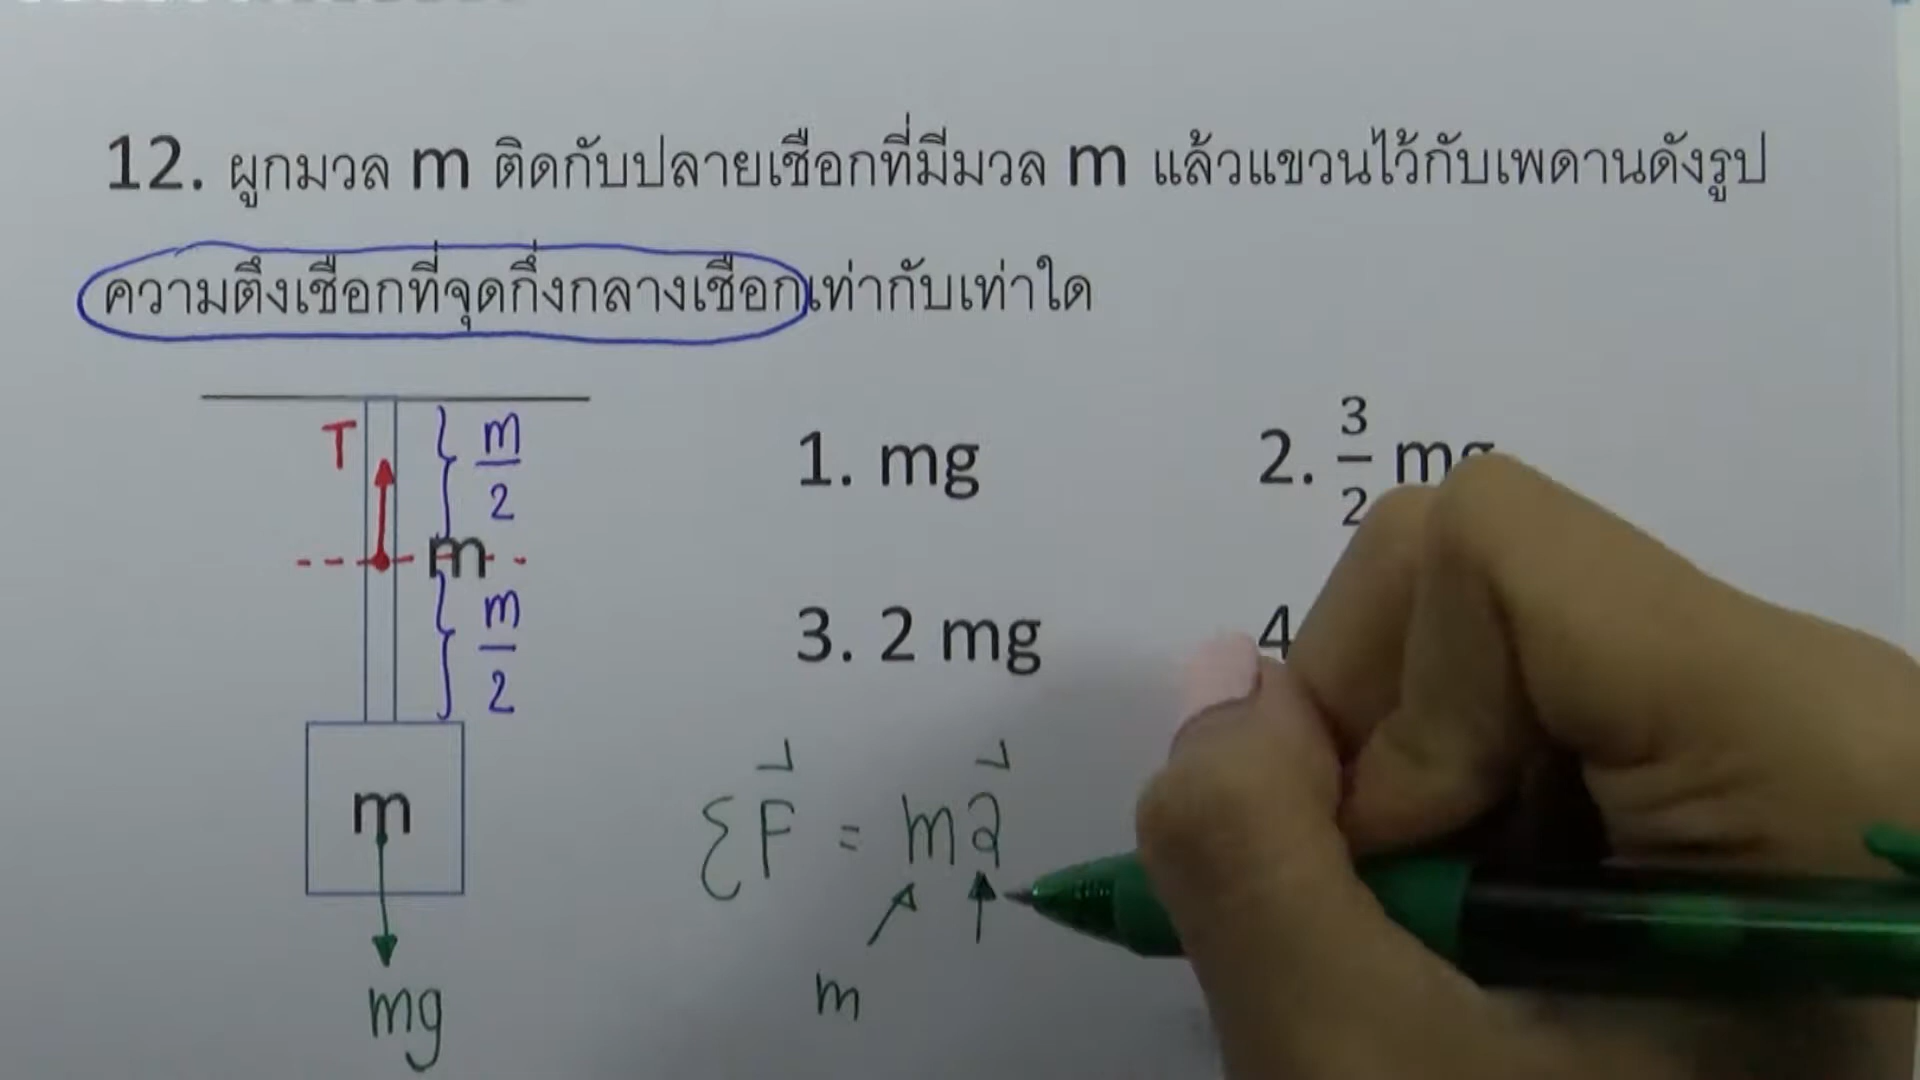 12. ผูกมวล m ติดกับปลายเชือกที่มีมวล m แล้วแขวนไว้กับเพดานดังรูป
ความตึงเชือกที่จุดกึ่งกลางเชือกเท่ากับเท่าใด
T
m/2
m
m/2
m
mg
1. mg
2. 3/2 mg
3. 2 mg
4
ΣF⃗ = ma⃗
m